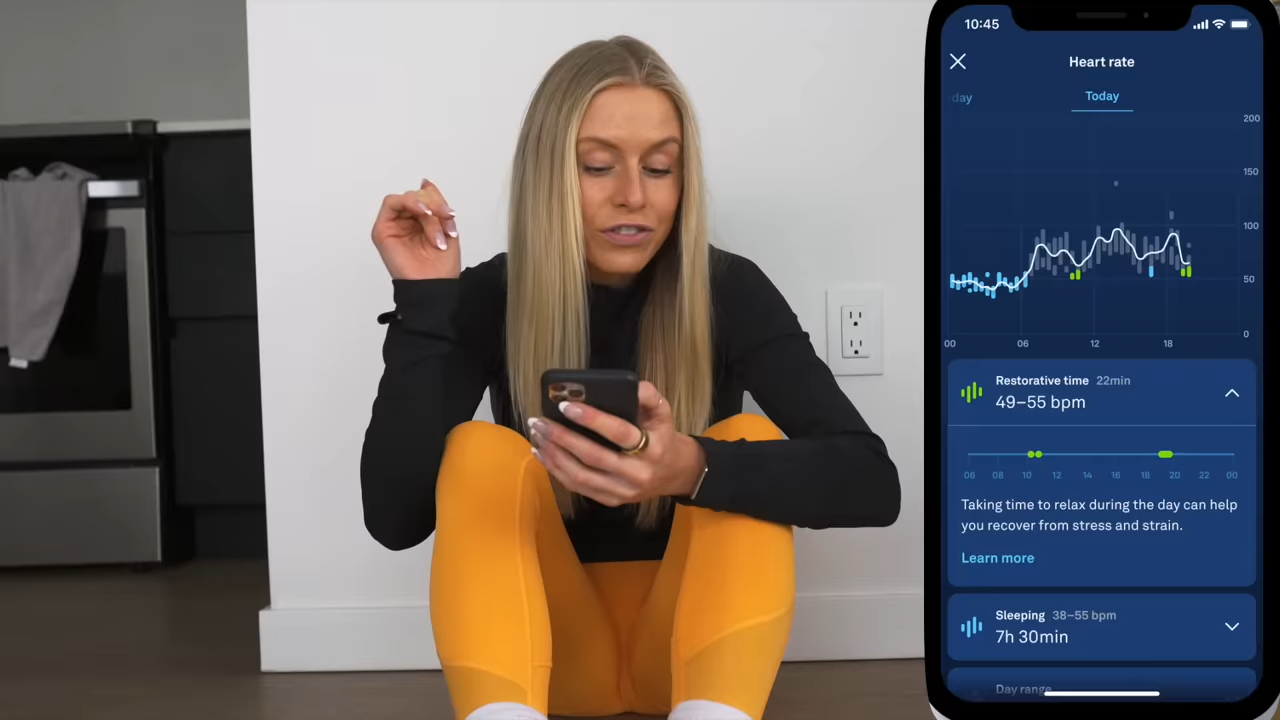 10:45
Heart rate
day
Today
200
150
100
50
0
00 06 12 18
Restorative time 22min
49–55 bpm
06 08 10 12 14 16 18 20 22 00
Taking time to relax during the day can help
you recover from stress and strain.
Learn more
Sleeping 38–55 bpm
7h 30min
Day range